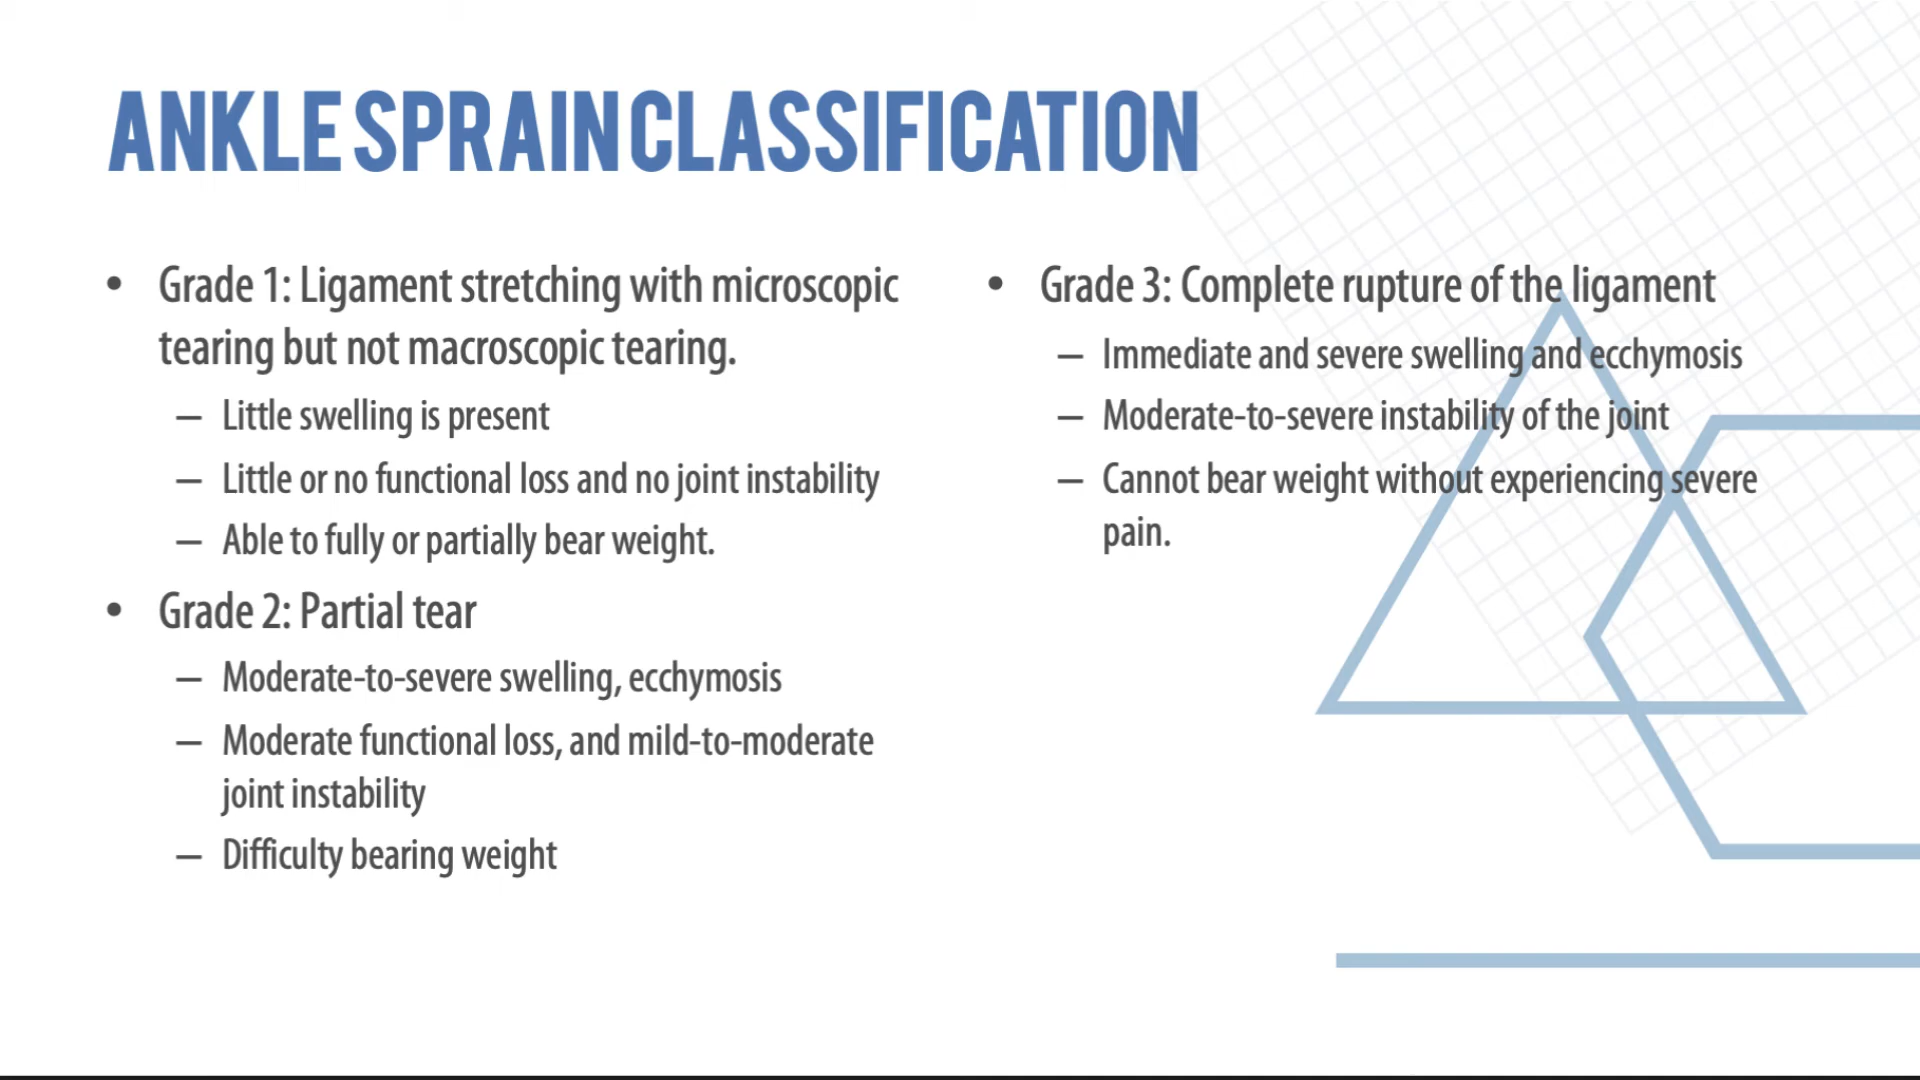 ANKLE SPRAIN CLASSIFICATION
• Grade 1: Ligament stretching with microscopic
tearing but not macroscopic tearing.
– Little swelling is present
– Little or no functional loss and no joint instability
– Able to fully or partially bear weight.
• Grade 2: Partial tear
– Moderate-to-severe swelling, ecchymosis
– Moderate functional loss, and mild-to-moderate
joint instability
– Difficulty bearing weight
• Grade 3: Complete rupture of the ligament
– Immediate and severe swelling and ecchymosis
– Moderate-to-severe instability of the joint
– Cannot bear weight without experiencing severe
pain.